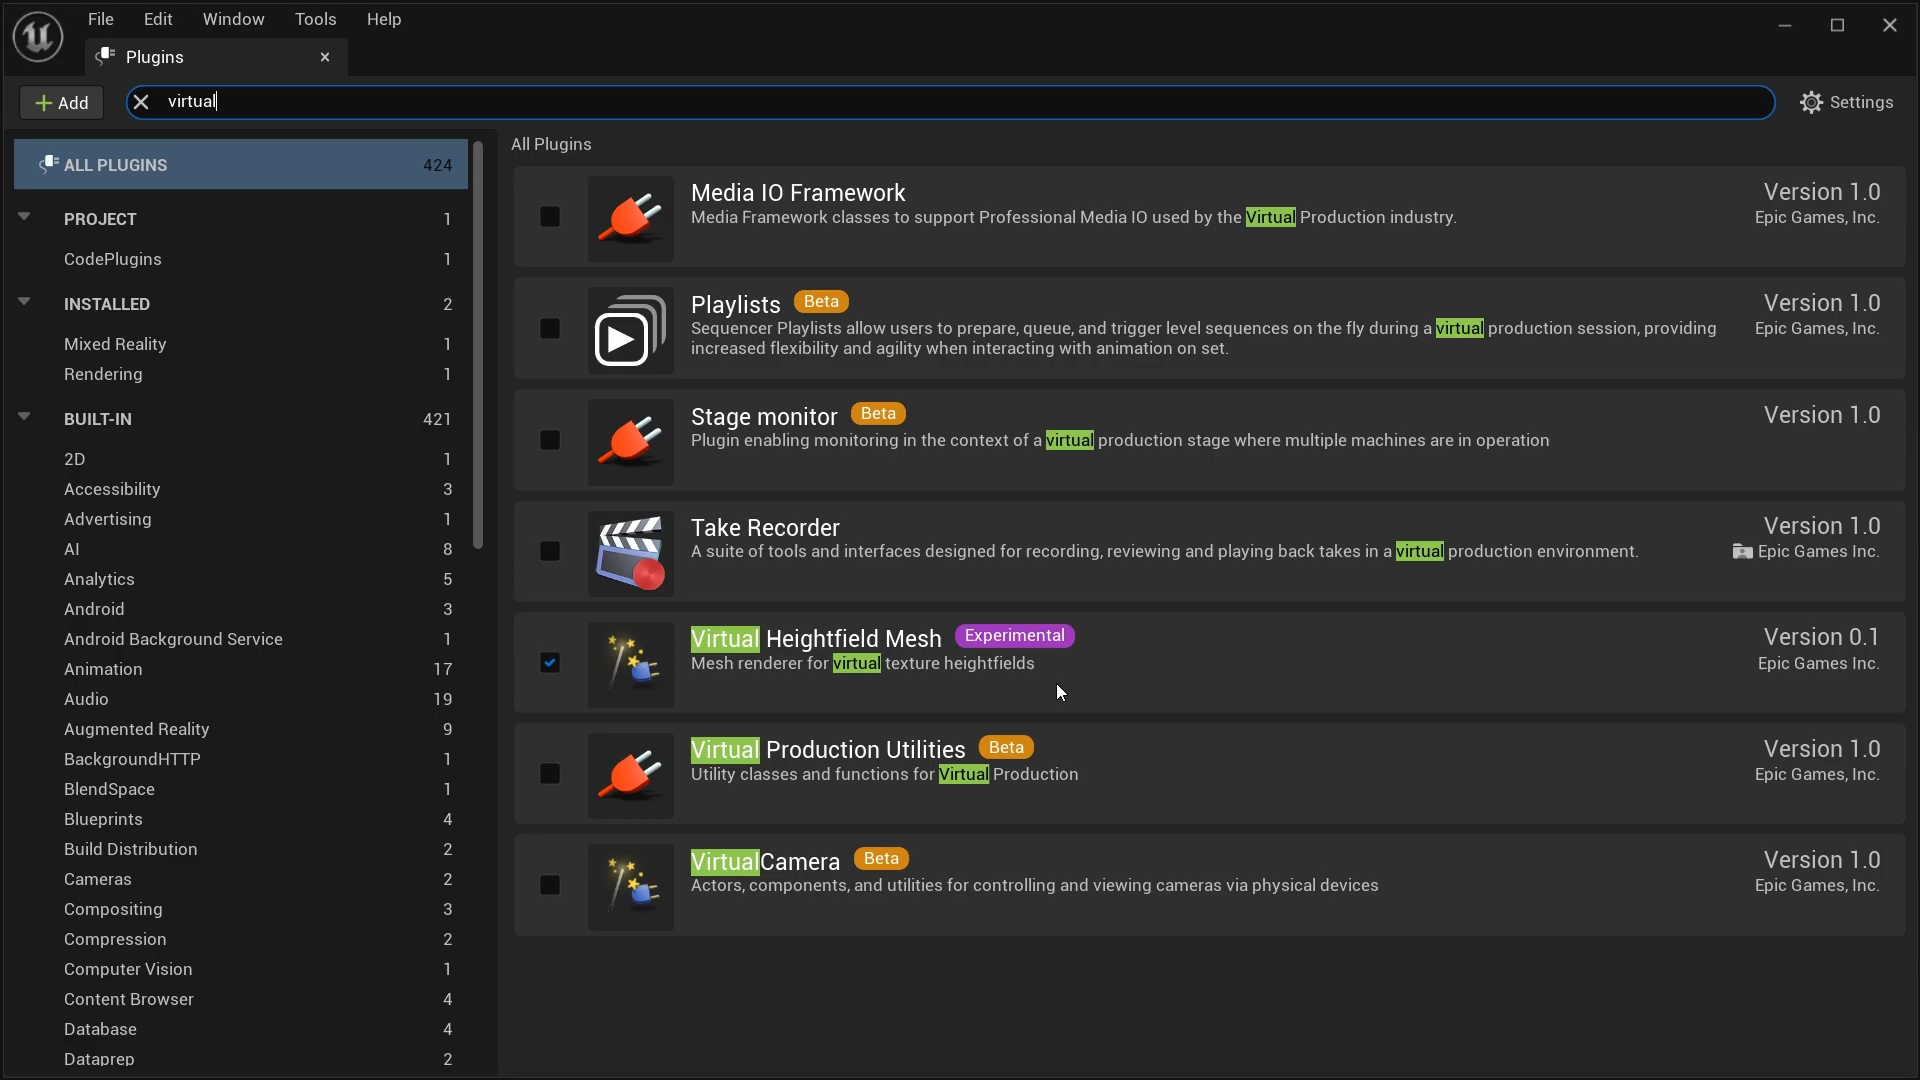 File Edit Window Tools Help
Plugins
Add virtual Settings
ALL PLUGINS 424
PROJECT 1
CodePlugins 1
INSTALLED 2
Mixed Reality 1
Rendering 1
BUILT-IN 421
2D 1
Accessibility 3
Advertising 1
AI 8
Analytics 5
Android 3
Android Background Service 1
Animation 17
Audio 19
Augmented Reality 9
BackgroundHTTP 1
BlendSpace 1
Blueprints 4
Build Distribution 2
Cameras 2
Compositing 3
Compression 2
Computer Vision 1
Content Browser 4
Database 4
Dataprep 2
All Plugins
Media IO Framework Version 1.0
Media Framework classes to support Professional Media IO used by the Virtual Production industry. Epic Games, Inc.
Playlists Beta Version 1.0
Sequencer Playlists allow users to prepare, queue, and trigger level sequences on the fly during a virtual production session, providing Epic Games, Inc.
increased flexibility and agility when interacting with animation on set.
Stage monitor Beta Version 1.0
Plugin enabling monitoring in the context of a virtual production stage where multiple machines are in operation
Take Recorder Version 1.0
A suite of tools and interfaces designed for recording, reviewing and playing back takes in a virtual production environment. Epic Games Inc.
Virtual Heightfield Mesh Experimental Version 0.1
Mesh renderer for virtual texture heightfields Epic Games Inc.
Virtual Production Utilities Beta Version 1.0
Utility classes and functions for Virtual Production Epic Games, Inc.
VirtualCamera Beta Version 1.0
Actors, components, and utilities for controlling and viewing cameras via physical devices Epic Games, Inc.